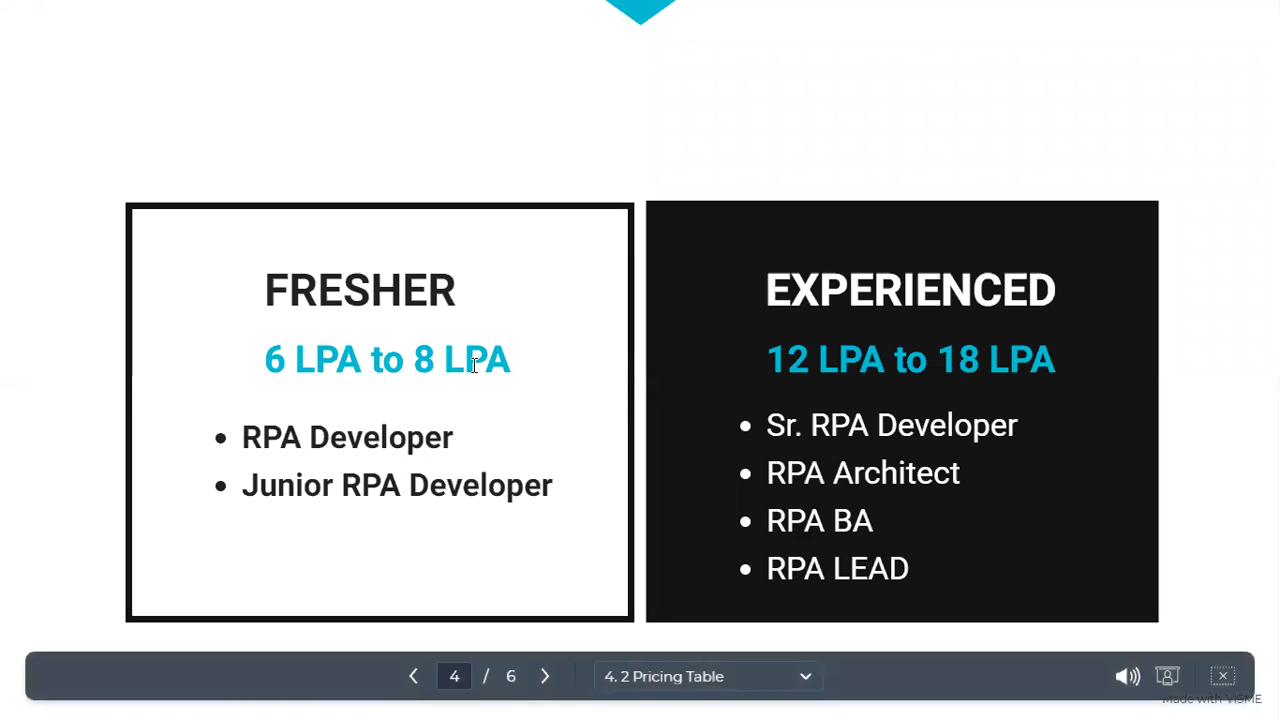 FRESHER
6 LPA to 8 LPA
• RPA Developer
• Junior RPA Developer
EXPERIENCED
12 LPA to 18 LPA
• Sr. RPA Developer
• RPA Architect
• RPA BA
• RPA LEAD
4 / 6
4. 2 Pricing Table
Made with VISME